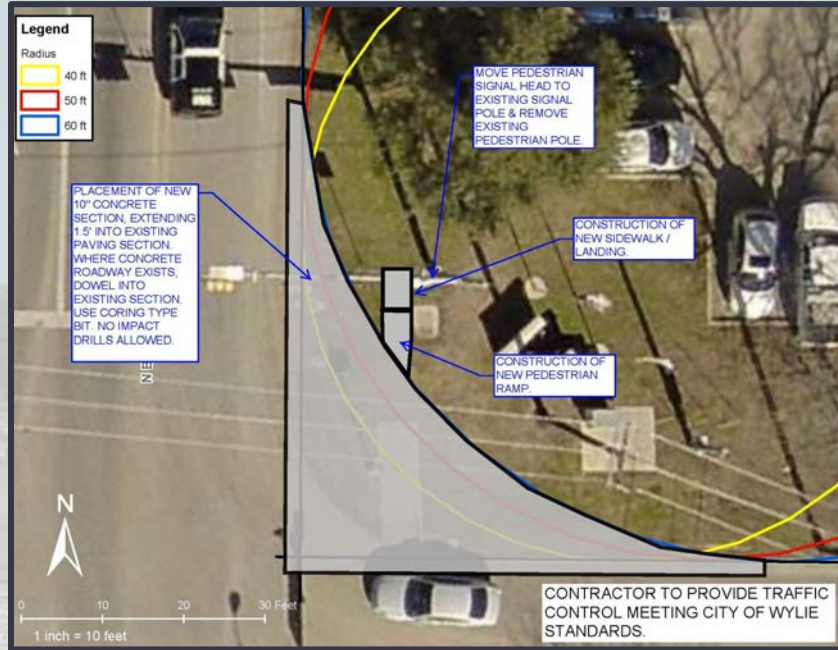 Legend
Radius
40 ft
50 ft
60 ft
MOVE PEDESTRIAN
SIGNAL HEAD TO
EXISTING SIGNAL
POLE & REMOVE
EXISTING
PEDESTRIAN POLE.
PLACEMENT OF NEW
10" CONCRETE
SECTION, EXTENDING
1.5' INTO EXISTING
PAVING SECTION.
WHERE CONCRETE
ROADWAY EXISTS,
DOWEL INTO
EXISTING SECTION.
USE CORING TYPE
BIT. NO IMPACT
DRILLS ALLOWED.
CONSTRUCTION OF
NEW SIDEWALK /
LANDING.
CONSTRUCTION OF
NEW PEDESTRIAN
RAMP.
N
0 10 20 30 Feet
1 inch = 10 feet
CONTRACTOR TO PROVIDE TRAFFIC
CONTROL MEETING CITY OF WYLIE
STANDARDS.